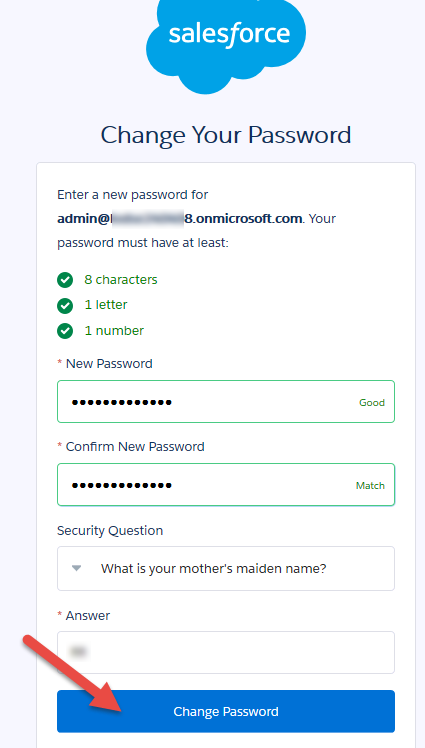 salesforce
Change Your Password
Enter a new password for
admin@ 8.onmicrosoft.com. Your
password must have at least:
8 characters
1 letter
1 number
* New Password
••••••••••••• Good
* Confirm New Password
••••••••••••• Match
Security Question
What is your mother's maiden name?
* Answer
Change Password